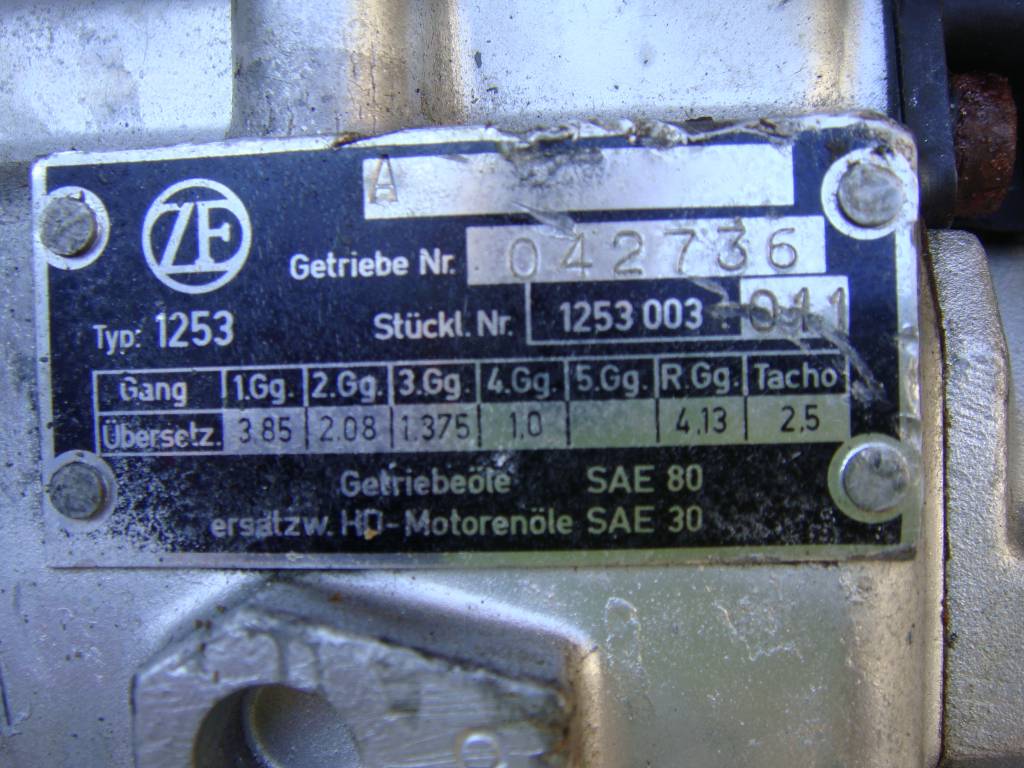 A
ZF
Getriebe Nr. 042736
Typ: 1253 Stückl. Nr. 1253 003 011
Gang 1.Gg. 2.Gg. 3.Gg. 4.Gg. 5.Gg. R.Gg. Tacho
Übersetz. 3.85 2.08 1.375 1.0 4.13 2,5
Getriebeöle SAE 80
ersatzw. HD-Motorenöle SAE 30